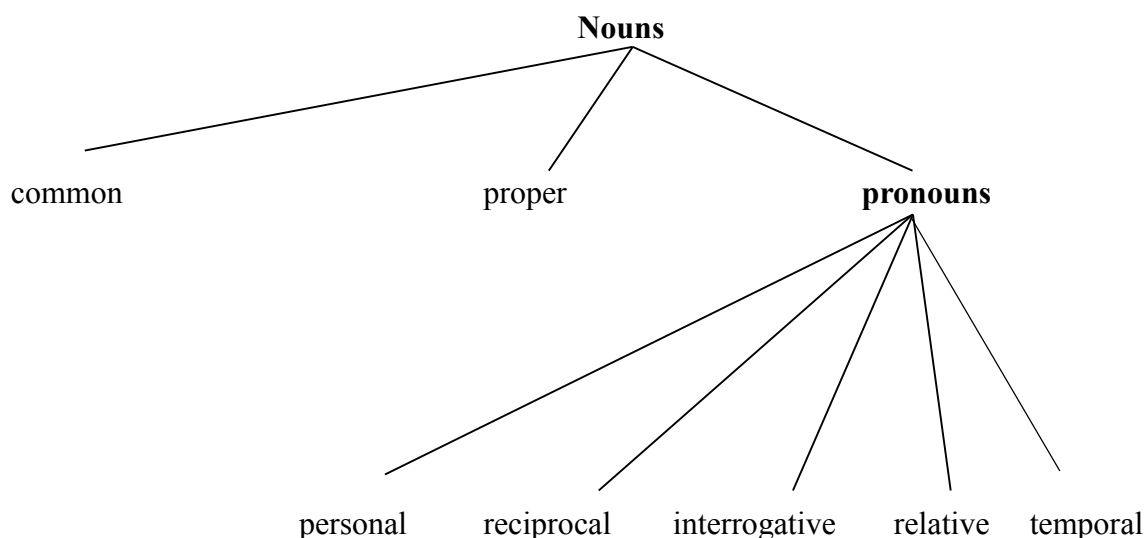 Nouns
common proper pronouns
personal reciprocal interrogative relative temporal